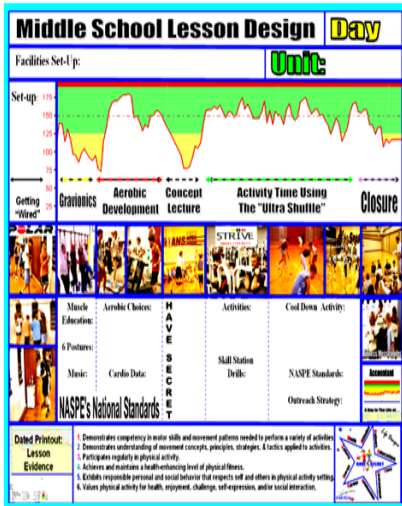 Middle School Lesson Design Day
Facilities Set-Up:
Unit:
Set-up:
175
150
125
100
75
50
25
Getting "Wired"
Gravionics
Aerobic Development
Concept Lecture
Activity Time Using The "Ultra Shuffle"
Closure
POLAR
STRIVE
Muscle Education:
Aerobic Choices:
HAVE SECRET
Activities:
Cool Down Activity:
6 Postures:
Music:
Cardio Data:
Skill Station Drills:
NASPE Standards:
Outreach Strategy:
Accountant
NASPE's National Standards
Dated Printout:
Lesson Evidence
1. Demonstrates competency in motor skills and movement patterns needed to perform a variety of activities
2. Demonstrates understanding of movement concepts, principles, strategies, & tactics applied to activities.
3. Participates regularly in physical activity.
4. Achieves and maintains a health-enhancing level of physical fitness.
5. Exhibits responsible personal and social behavior that respects self and others in physical activity setting.
6. Values physical activity for health, enjoyment, challenge, self-expression, and/or social interaction.